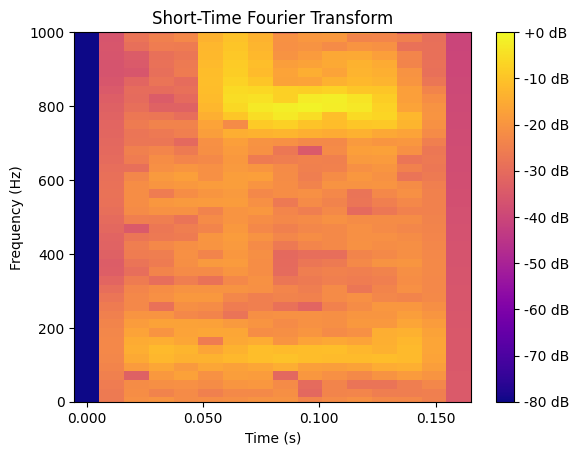 Short-Time Fourier Transform
Frequency (Hz)
1000
800
600
400
200
0
0.000
0.050
0.100
0.150
Time (s)
+0 dB
-10 dB
-20 dB
-30 dB
-40 dB
-50 dB
-60 dB
-70 dB
-80 dB